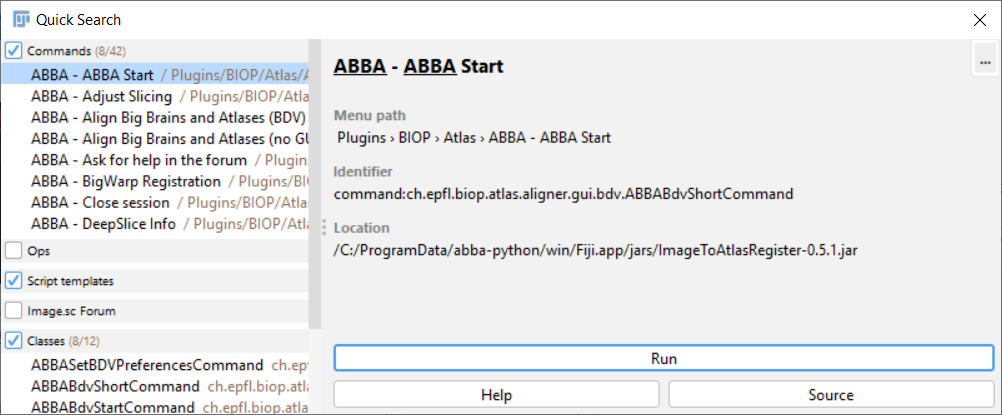 Quick Search
Commands (8/42)
ABBA - ABBA Start / Plugins/BIOP/Atlas/A
ABBA - Adjust Slicing / Plugins/BIOP/Atla
ABBA - Align Big Brains and Atlases (BDV)
ABBA - Align Big Brains and Atlases (no GU
ABBA - Ask for help in the forum / Plugins
ABBA - BigWarp Registration / Plugins/BI
ABBA - Close session / Plugins/BIOP/Atla
ABBA - DeepSlice Info / Plugins/BIOP/Atla
Ops
Script templates
Image.sc Forum
Classes (8/12)
ABBASetBDVPreferencesCommand ch.ep
ABBABdvShortCommand ch.epfl.biop.atla
ABBABdvStartCommand ch.epfl.biop.atla
ABBA - ABBA Start
...
Menu path
Plugins › BIOP › Atlas › ABBA - ABBA Start
Identifier
command:ch.epfl.biop.atlas.aligner.gui.bdv.ABBABdvShortCommand
Location
/C:/ProgramData/abba-python/win/Fiji.app/jars/ImageToAtlasRegister-0.5.1.jar
Run
Help Source